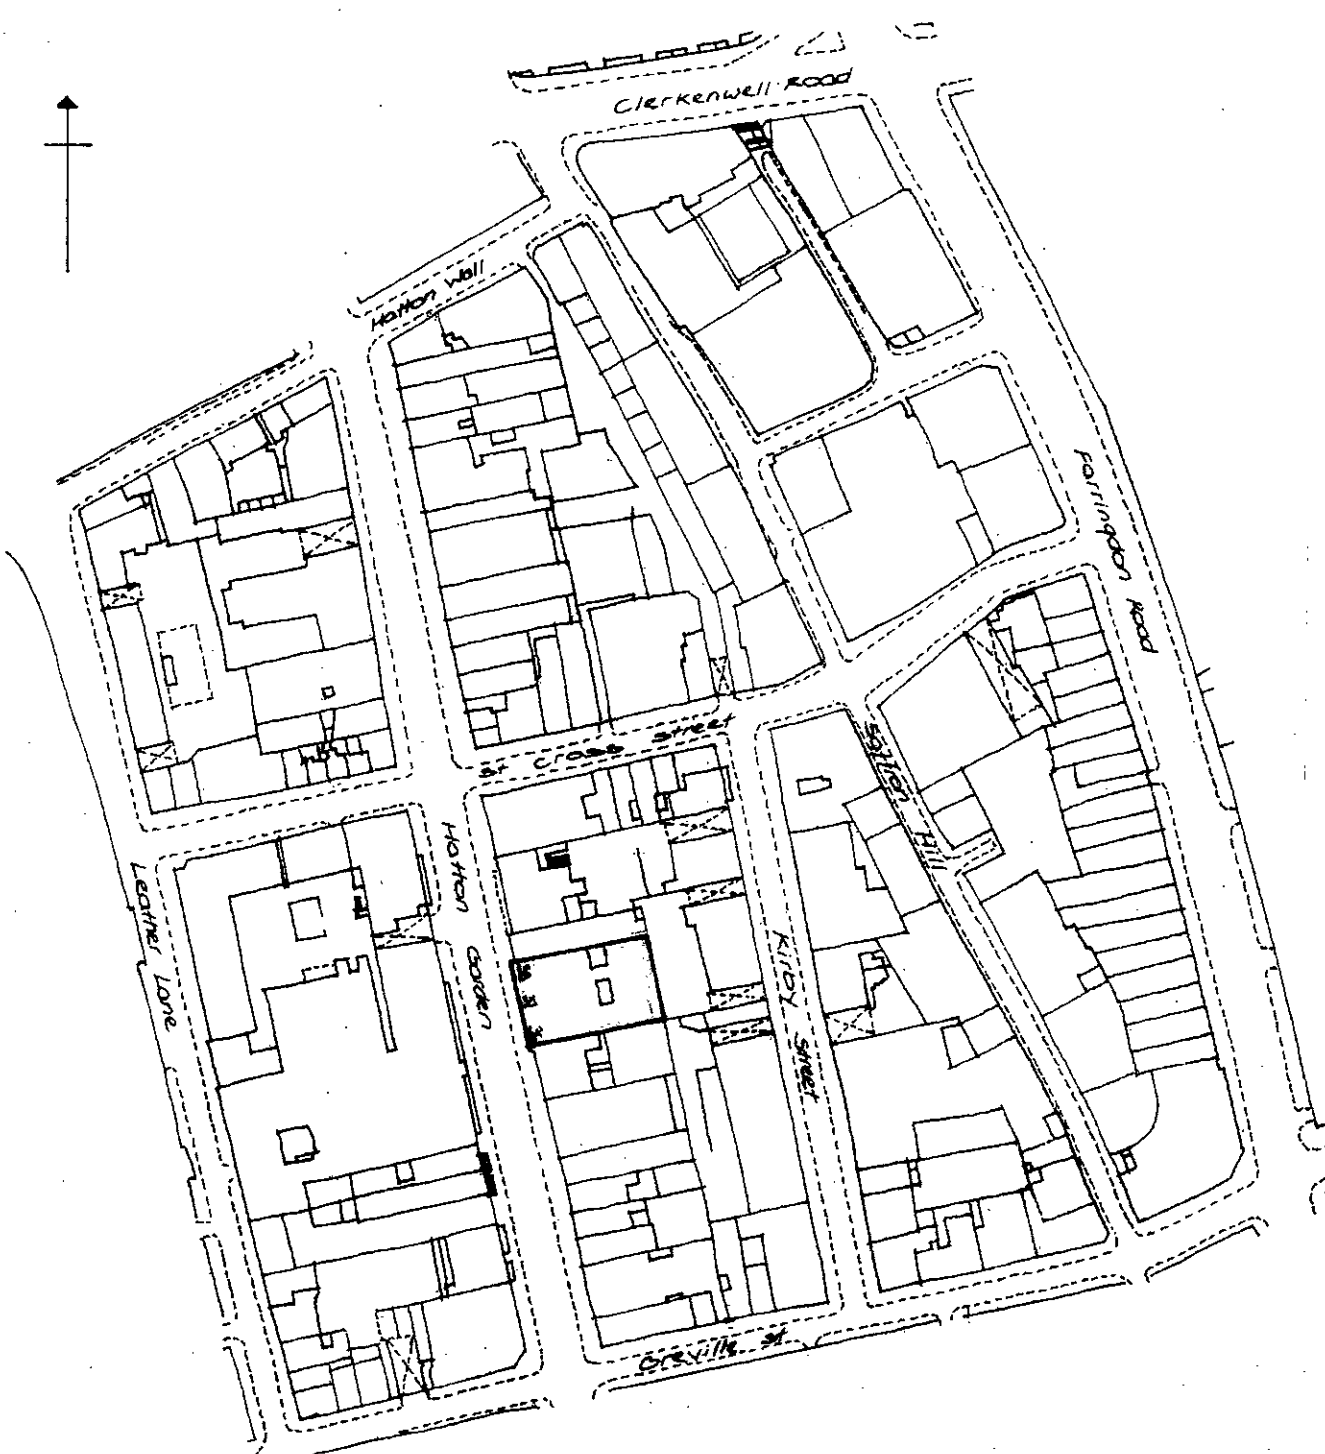 Clerkenwell Road
Hatton Wall
Farringdon Road
St Cross Street
Saffron Hill
Hatton Garden
Leather Lane
Kirby Street
Greville St